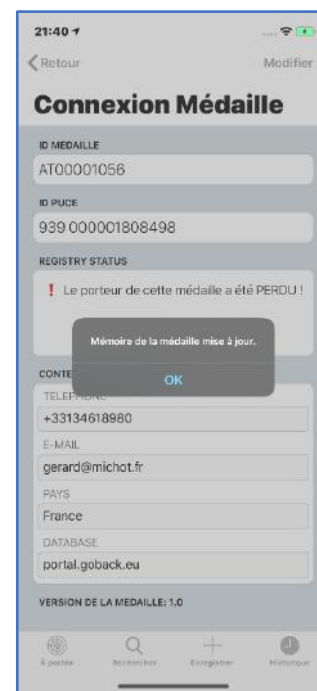 21:40
Retour
Modifier
Connexion Médaille
ID MEDAILLE
AT00001056
ID PUCE
939 000001808498
REGISTRY STATUS
❗ Le porteur de cette médaille a été PERDU !
Mémoire de la médaille mise à jour.
OK
CONTE
TELEPHONE
+33134618980
E-MAIL
gerard@michot.fr
PAYS
France
DATABASE
portal.goback.eu
VERSION DE LA MEDAILLE: 1.0
À portée
Rechercher
Enregistrer
Historique